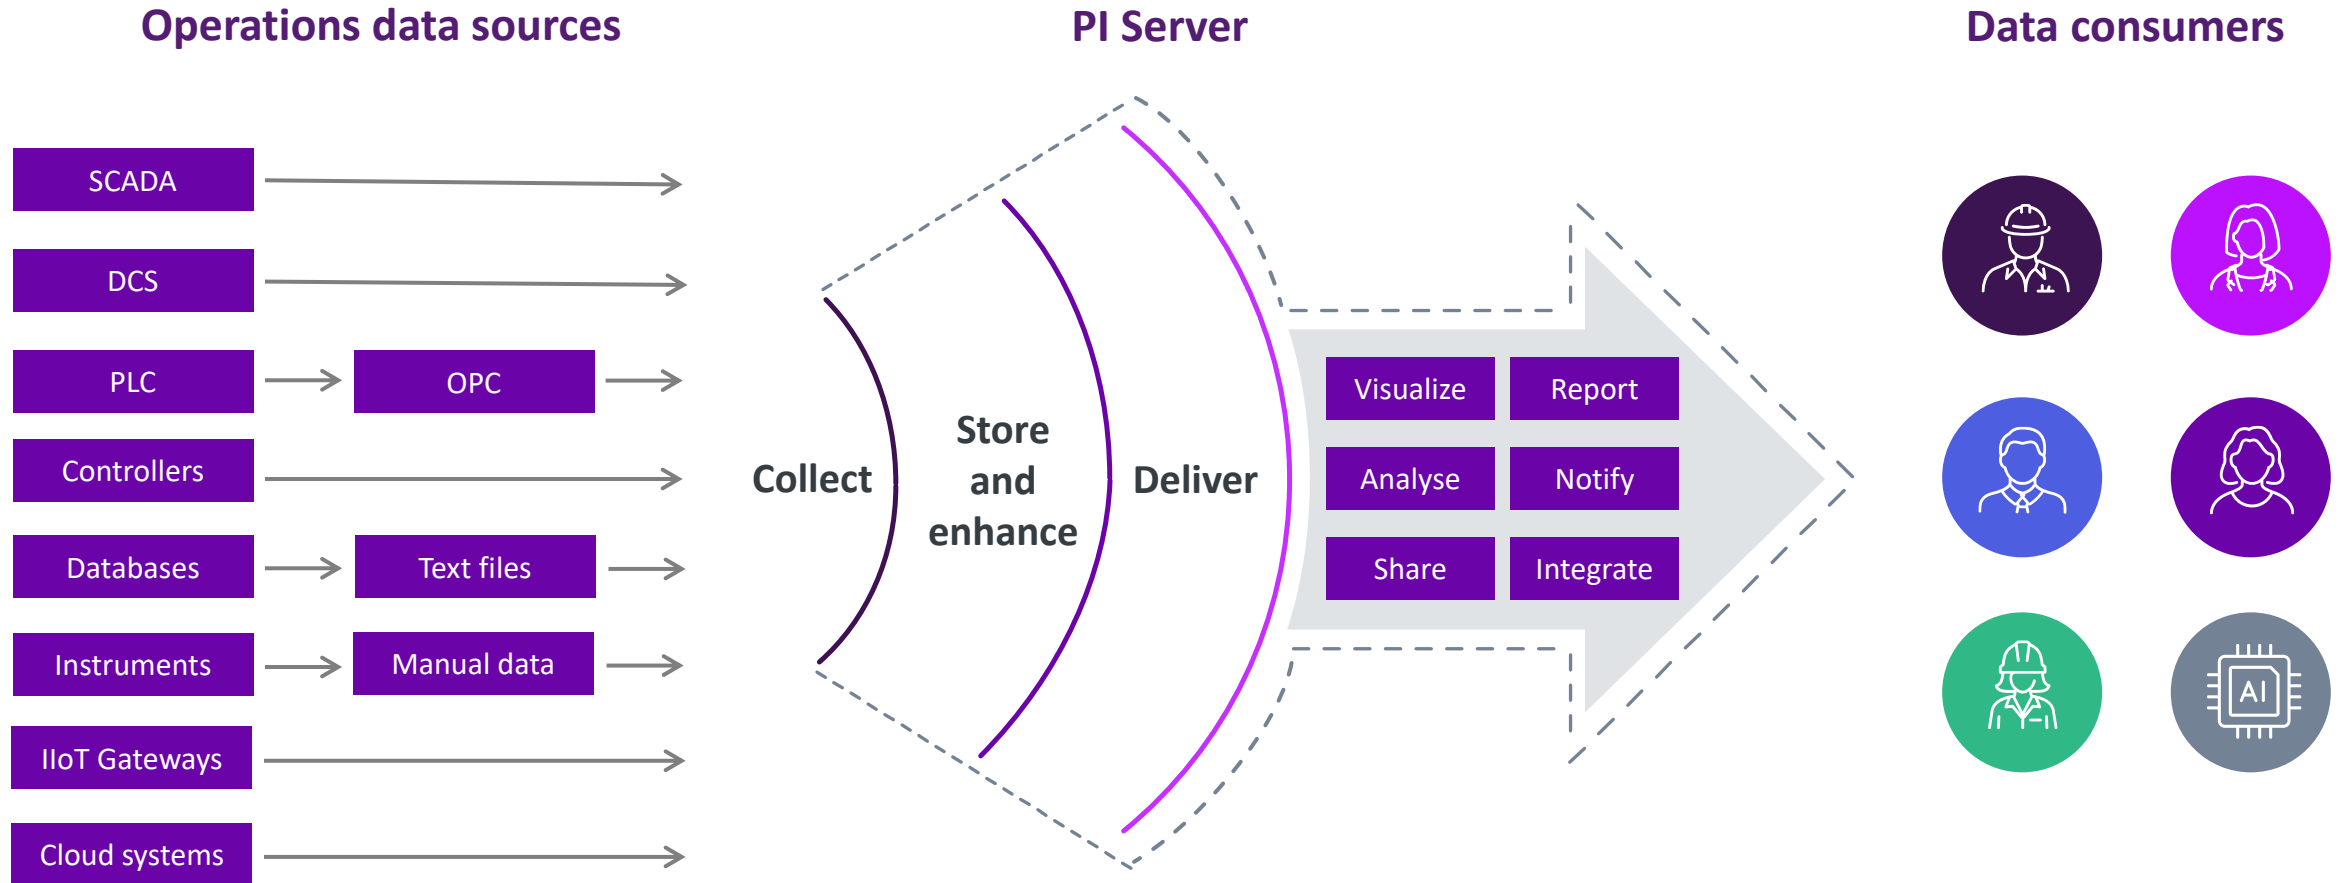 Operations data sources
PI Server
Data consumers
SCADA
DCS
PLC
OPC
Controllers
Databases
Text files
Instruments
Manual data
IIoT Gateways
Cloud systems
Collect
Store
and
enhance
Deliver
Visualize
Report
Analyse
Notify
Share
Integrate
AI